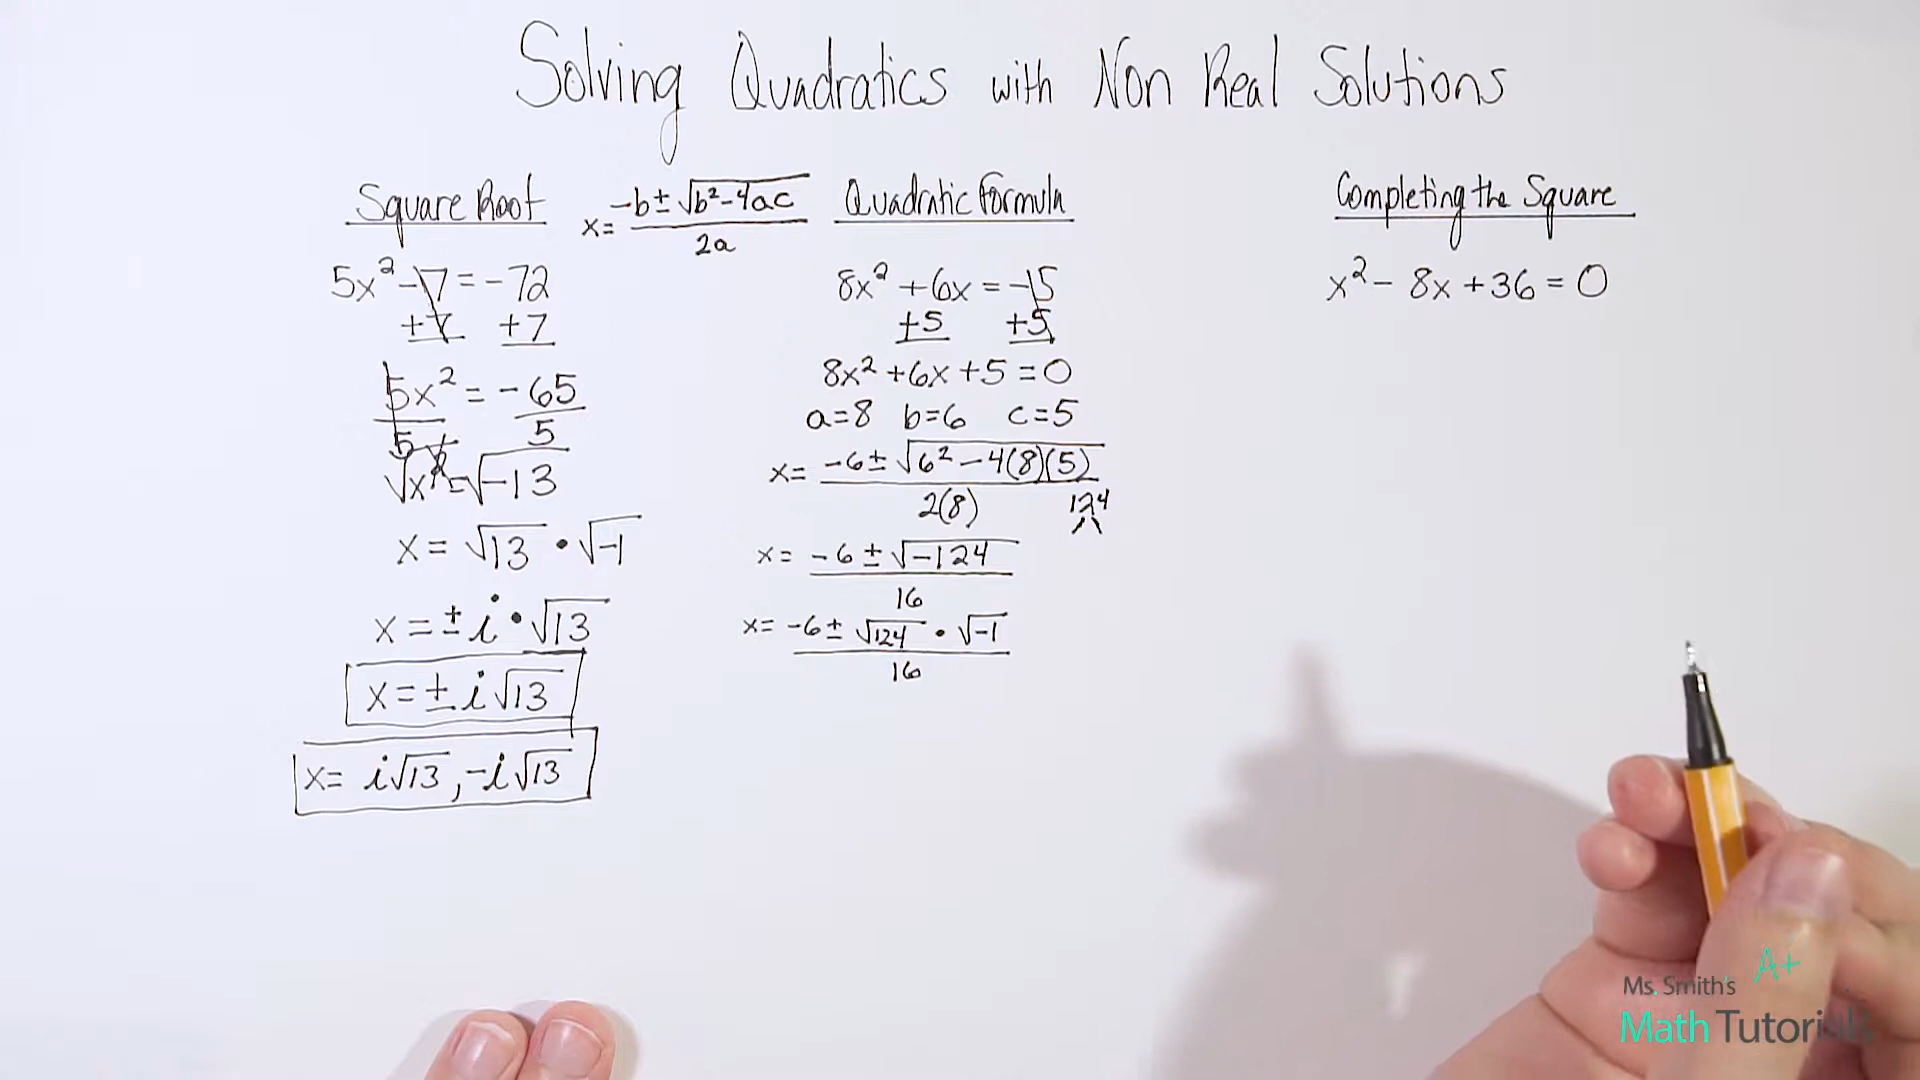 Solving Quadratics with Non Real Solutions
Square Root
5x² - 7 = -72
+7 +7
5x² = -65
5 5
√x² = √-13
x = √13 • √-1
x = ± i • √13
x = ± i√13
x = i√13, -i√13
x = -b ± √b² - 4ac
2a
Quadratic Formula
8x² + 6x = -5
+5 +5
8x² + 6x + 5 = 0
a=8 b=6 c=5
x = -6 ± √6² - 4(8)(5)
2(8)
124
x = -6 ± √-124
16
x = -6 ± √124 • √-1
16
Completing the Square
x² - 8x + 36 = 0
A+
Ms. Smith's
Math Tutorials